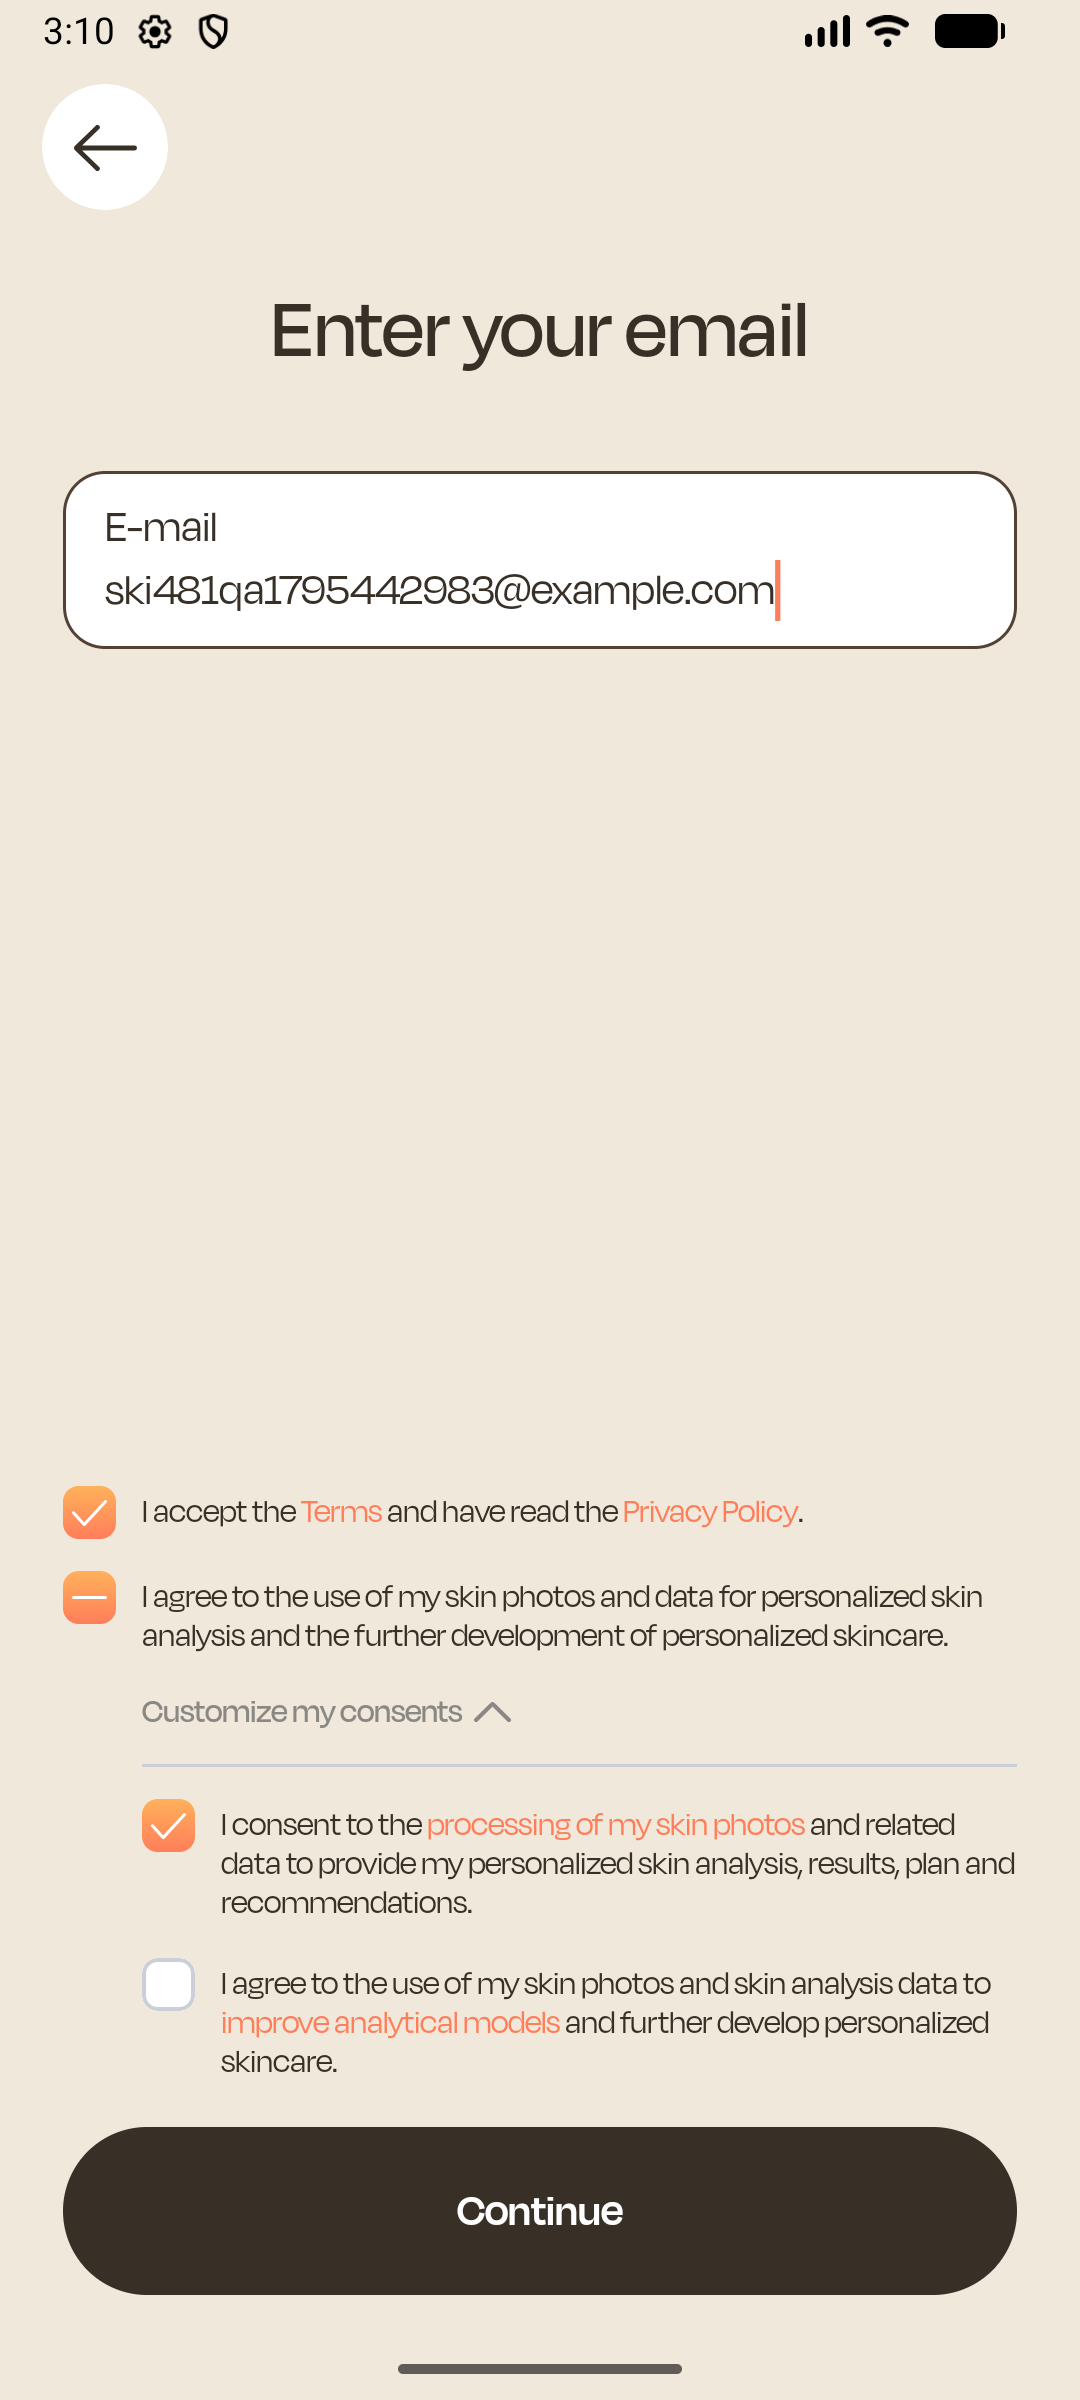 3:10
Enter your email
E-mail
ski481qa1795442983@example.com
I accept the Terms and have read the Privacy Policy.
I agree to the use of my skin photos and data for personalized skin
analysis and the further development of personalized skincare.
Customize my consents
I consent to the processing of my skin photos and related
data to provide my personalized skin analysis, results, plan and
recommendations.
I agree to the use of my skin photos and skin analysis data to
improve analytical models and further develop personalized
skincare.
Continue